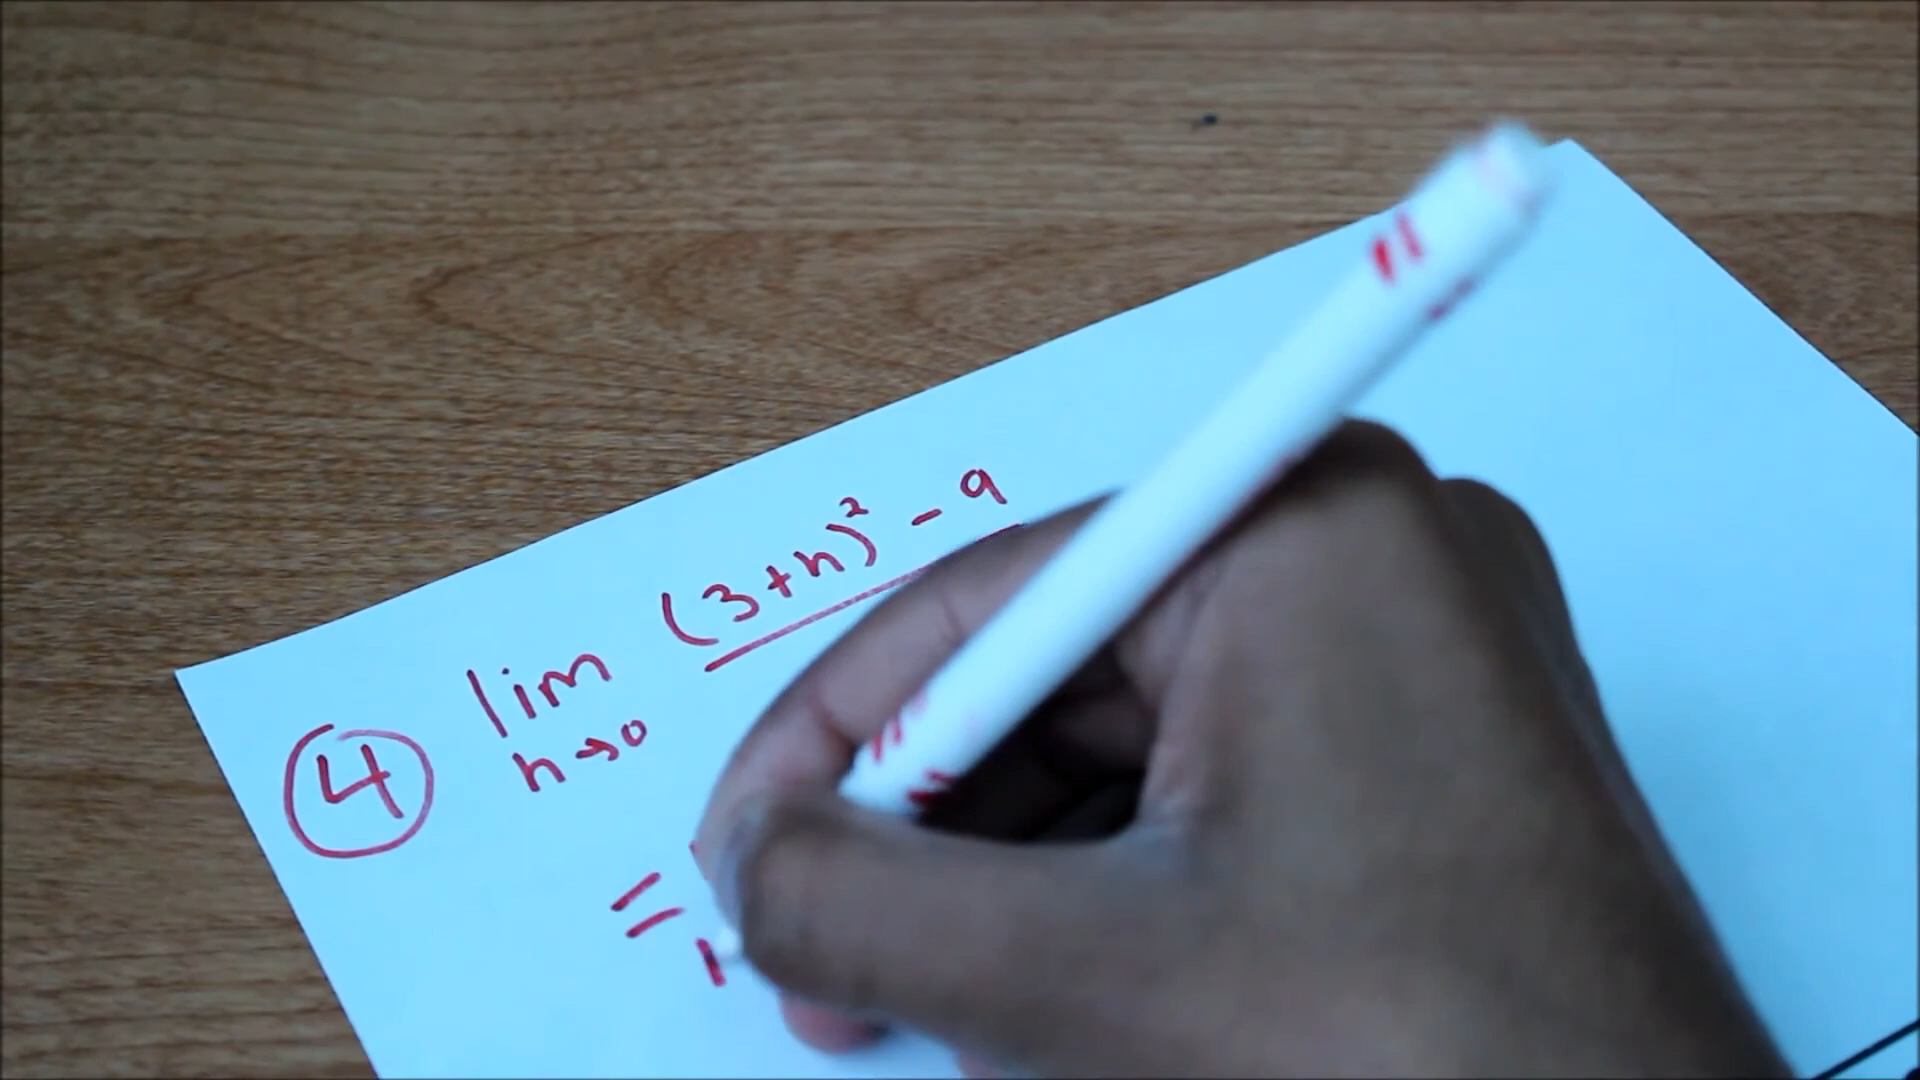 ④ lim (3+h)² - 9
h→0
=